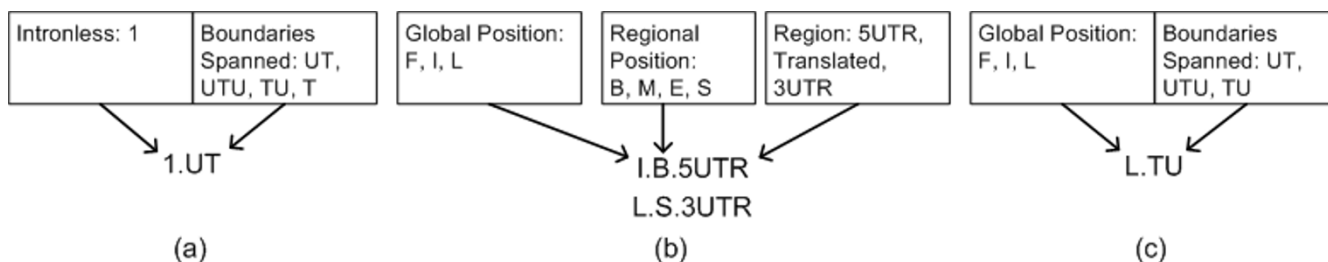 Intronless: 1
Boundaries
Spanned: UT,
UTU, TU, T
1.UT
(a)
Global Position:
F, I, L
Regional
Position:
B, M, E, S
Region: 5UTR,
Translated,
3UTR
I.B.5UTR
L.S.3UTR
(b)
Global Position:
F, I, L
Boundaries
Spanned: UT,
UTU, TU
L.TU
(c)